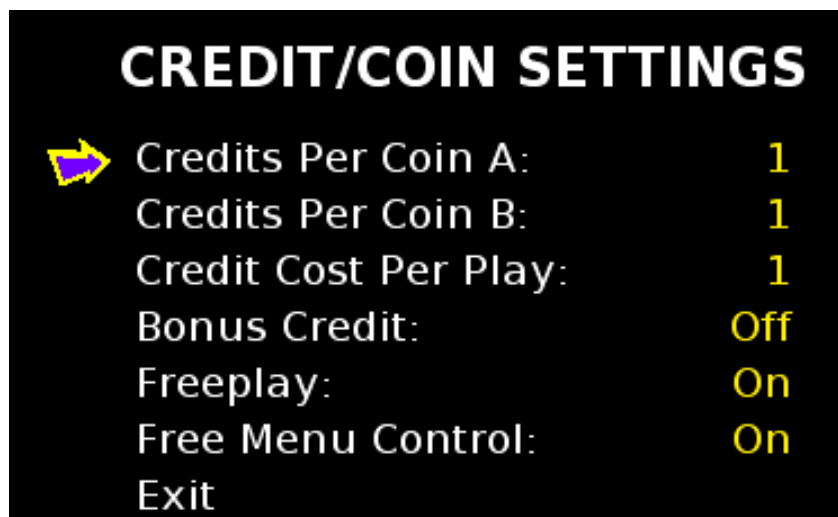 CREDIT/COIN SETTINGS
Credits Per Coin A: 1
Credits Per Coin B: 1
Credit Cost Per Play: 1
Bonus Credit: Off
Freeplay: On
Free Menu Control: On
Exit